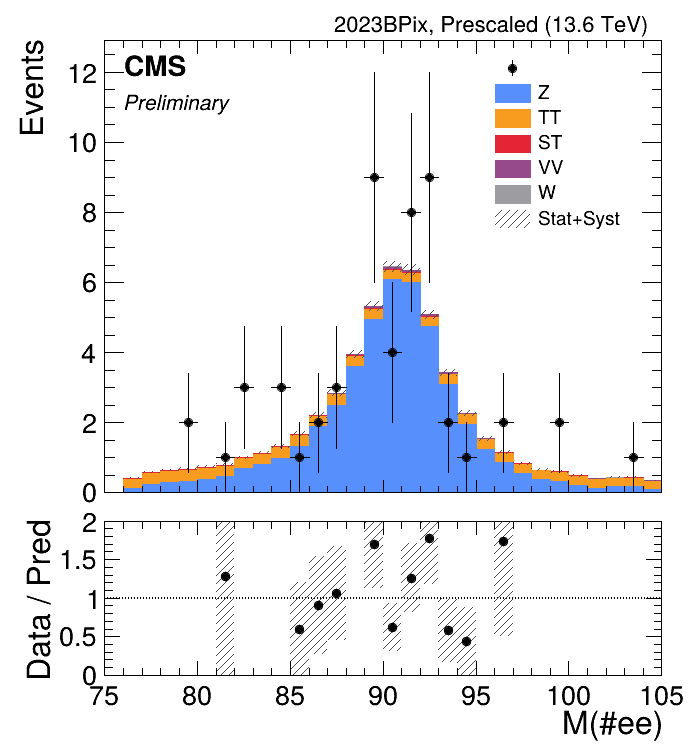 2023BPix, Prescaled (13.6 TeV)
Events
CMS
Preliminary
Z
TT
ST
VV
W
Stat+Syst
12
10
8
6
4
2
0
Data / Pred
2
1.5
1
0.5
0
75 80 85 90 95 100 105
M(#ee)